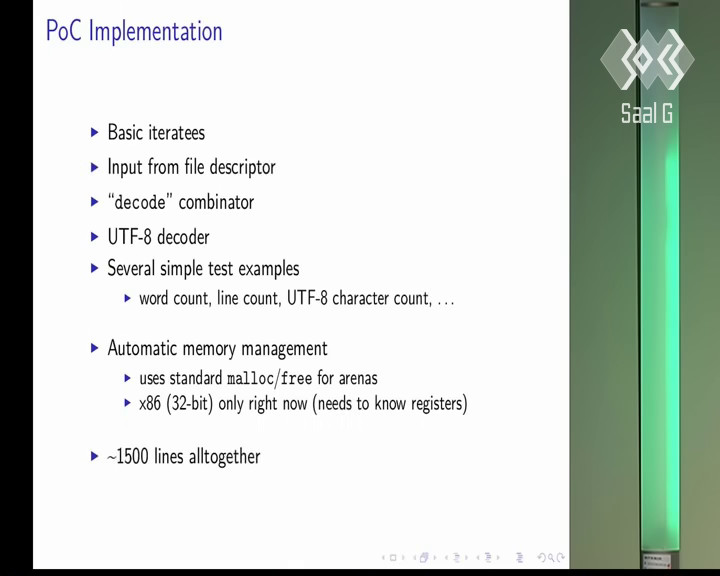 PoC Implementation
Basic iteratees
Input from file descriptor
“decode” combinator
UTF-8 decoder
Several simple test examples
word count, line count, UTF-8 character count, ...
Automatic memory management
uses standard malloc/free for arenas
x86 (32-bit) only right now (needs to know registers)
~1500 lines alltogether
Saal G